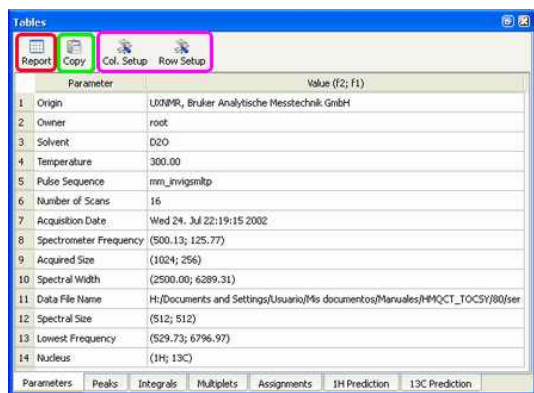 Tables
Report Copy Col. Setup Row Setup
Parameter Value (f2; f1)
1 Origin UXNMR, Bruker Analytische Messtechnik GmbH
2 Owner root
3 Solvent D2O
4 Temperature 300.00
5 Pulse Sequence mm_invigsmltp
6 Number of Scans 16
7 Acquisition Date Wed 24. Jul 22:19:15 2002
8 Spectrometer Frequency (500.13; 125.77)
9 Acquired Size (1024; 256)
10 Spectral Width (2500.00; 6289.31)
11 Data File Name H:/Documents and Settings/Usuario/Mis documentos/Manuales/HMQCT_TOCSY/80/ser
12 Spectral Size (512; 512)
13 Lowest Frequency (529.73; 6796.97)
14 Nucleus (1H; 13C)
Parameters Peaks Integrals Multiplets Assignments 1H Prediction 13C Prediction